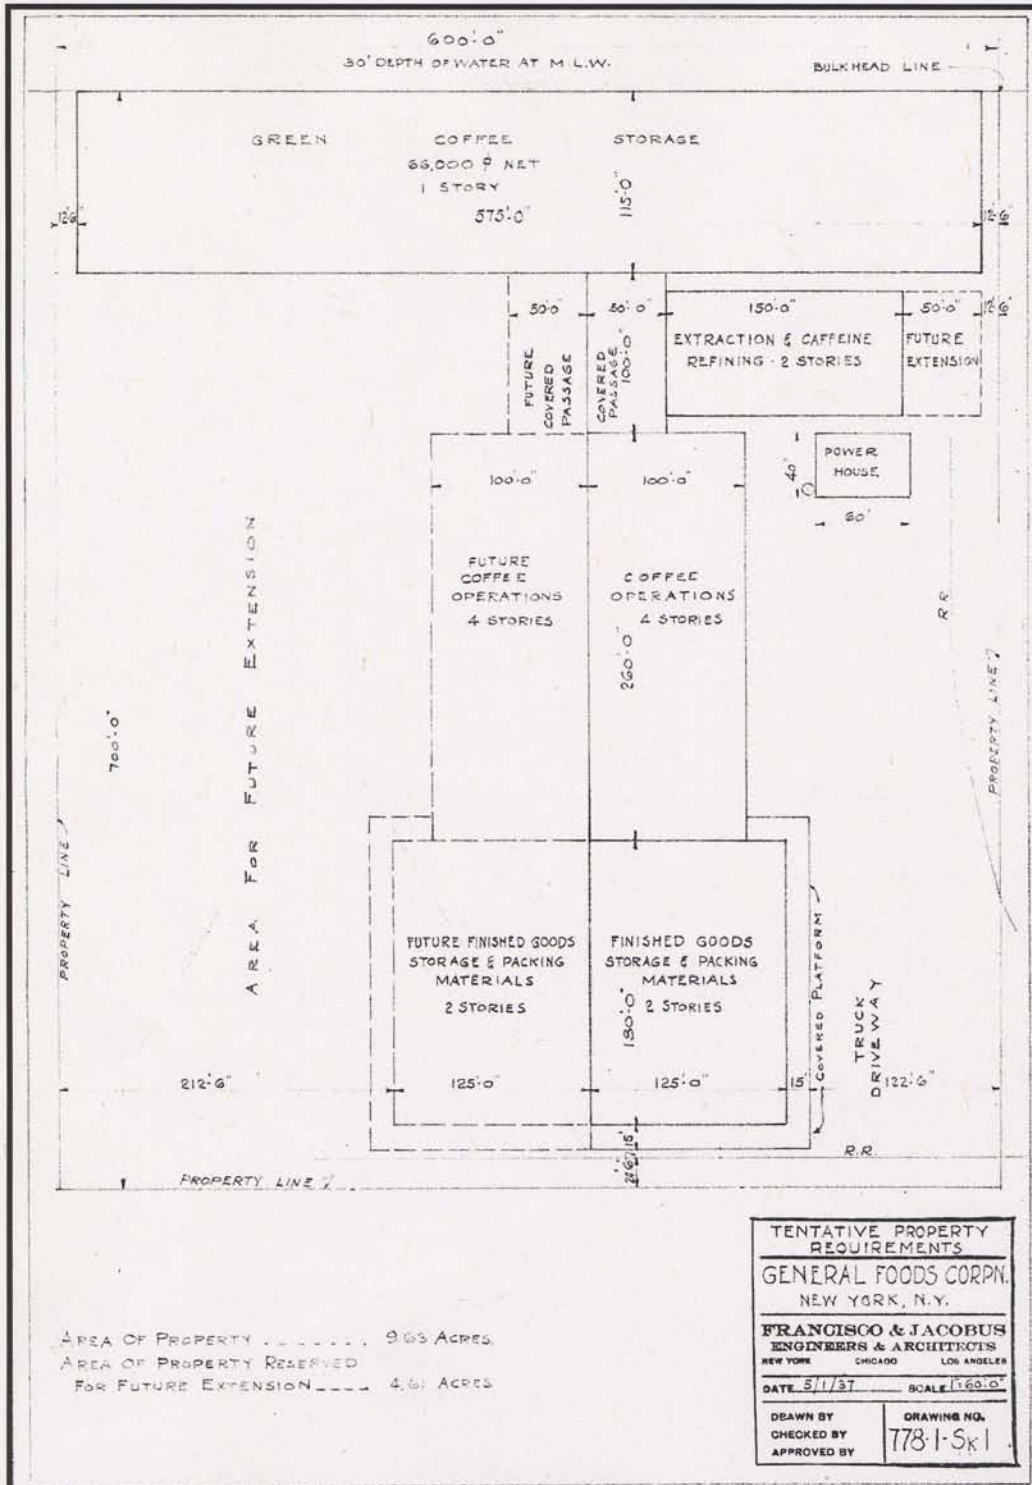 600'-0"
30' DEPTH OF WATER AT M.L.W.
BULKHEAD LINE
GREEN COFFEE STORAGE
66,000 ⏀ NET
1 STORY
575'-0"
115'-0"
12'-6"
12'-6"
50'-0"
50'-0"
150'-0"
50'-0"
12'-6"
FUTURE
COVERED
PASSAGE
COVERED
PASSAGE
100'-0"
EXTRACTION & CAFFEINE
REFINING - 2 STORIES
FUTURE
EXTENSION
POWER
HOUSE
40'
60'
100'-0"
100'-0"
FUTURE
COFFEE
OPERATIONS
4 STORIES
COFFEE
OPERATIONS
4 STORIES
260'-0"
R R
PROPERTY LINE
AREA FOR FUTURE EXTENSION
700'-0"
PROPERTY LINE
FUTURE FINISHED GOODS
STORAGE & PACKING
MATERIALS
2 STORIES
FINISHED GOODS
STORAGE & PACKING
MATERIALS
2 STORIES
180'-0"
COVERED PLATFORM
TRUCK
DRIVEWAY
212'-6"
125'-0"
125'-0"
15'
122'-6"
15'
R.R.
PROPERTY LINE
TENTATIVE PROPERTY
REQUIREMENTS
GENERAL FOODS CORPN.
NEW YORK, N.Y.
FRANCISCO & JACOBUS
ENGINEERS & ARCHITECTS
NEW YORK CHICAGO LOS ANGELES
DATE 5/1/37 SCALE 1"=60'-0"
DRAWN BY
CHECKED BY
APPROVED BY
DRAWING NO.
778-1-SK1
AREA OF PROPERTY ....... 9.63 ACRES.
AREA OF PROPERTY RESERVED
FOR FUTURE EXTENSION ---- 4.61 ACRES